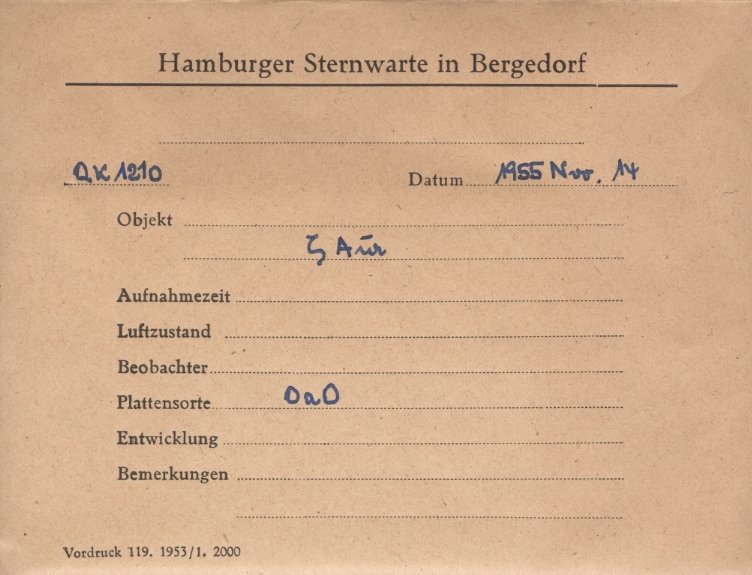 Hamburger Sternwarte in Bergedorf
QK 1210 Datum 1955 Nov. 14
Objekt
ζ Aur
Aufnahmezeit
Luftzustand
Beobachter
Plattensorte OaO
Entwicklung
Bemerkungen
Vordruck 119. 1953/1. 2000